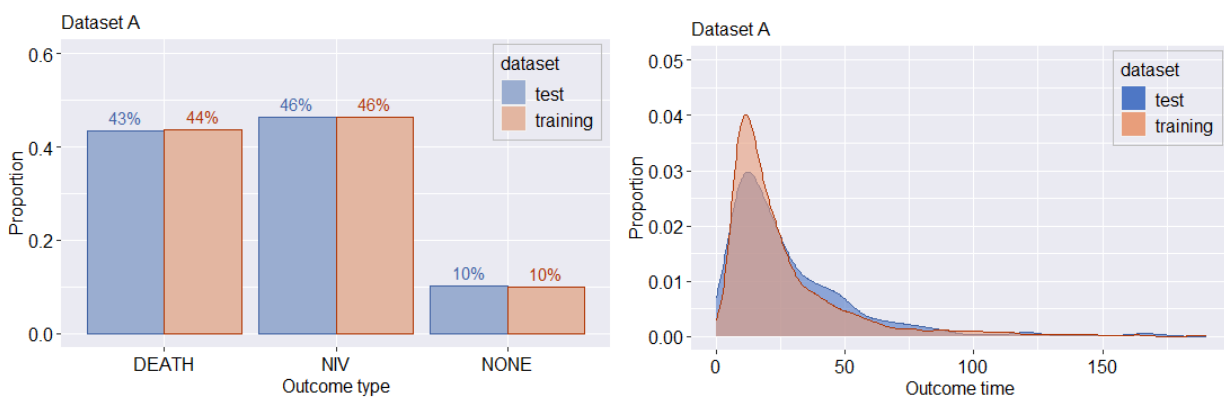 Dataset A
0.6
0.4
0.2
0.0
Proportion
43%
44%
46%
46%
10%
10%
dataset
test
training
DEATH
NIV
NONE
Outcome type
Dataset A
0.05
0.04
0.03
0.02
0.01
0.00
Proportion
dataset
test
training
0
50
100
150
Outcome time